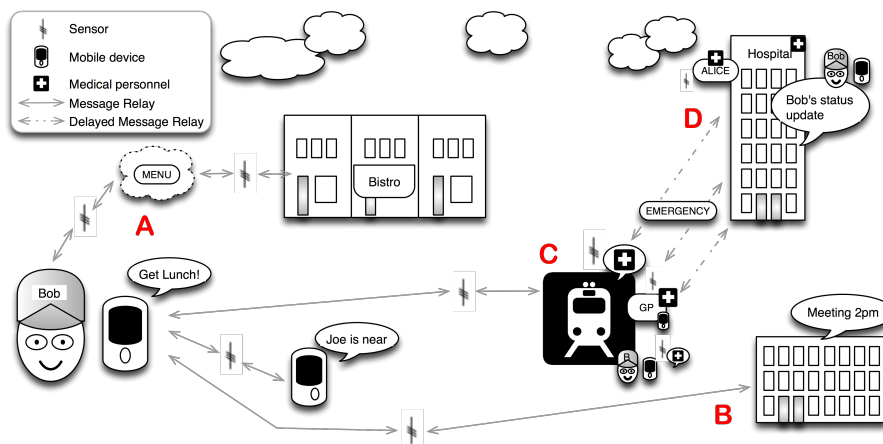 Sensor
Mobile device
Medical personnel
Message Relay
Delayed Message Relay
Hospital
ALICE
Bob
Bob's status
update
D
MENU
Bistro
A
EMERGENCY
C
Get Lunch!
Bob
GP
Meeting 2pm
Joe is near
B
B